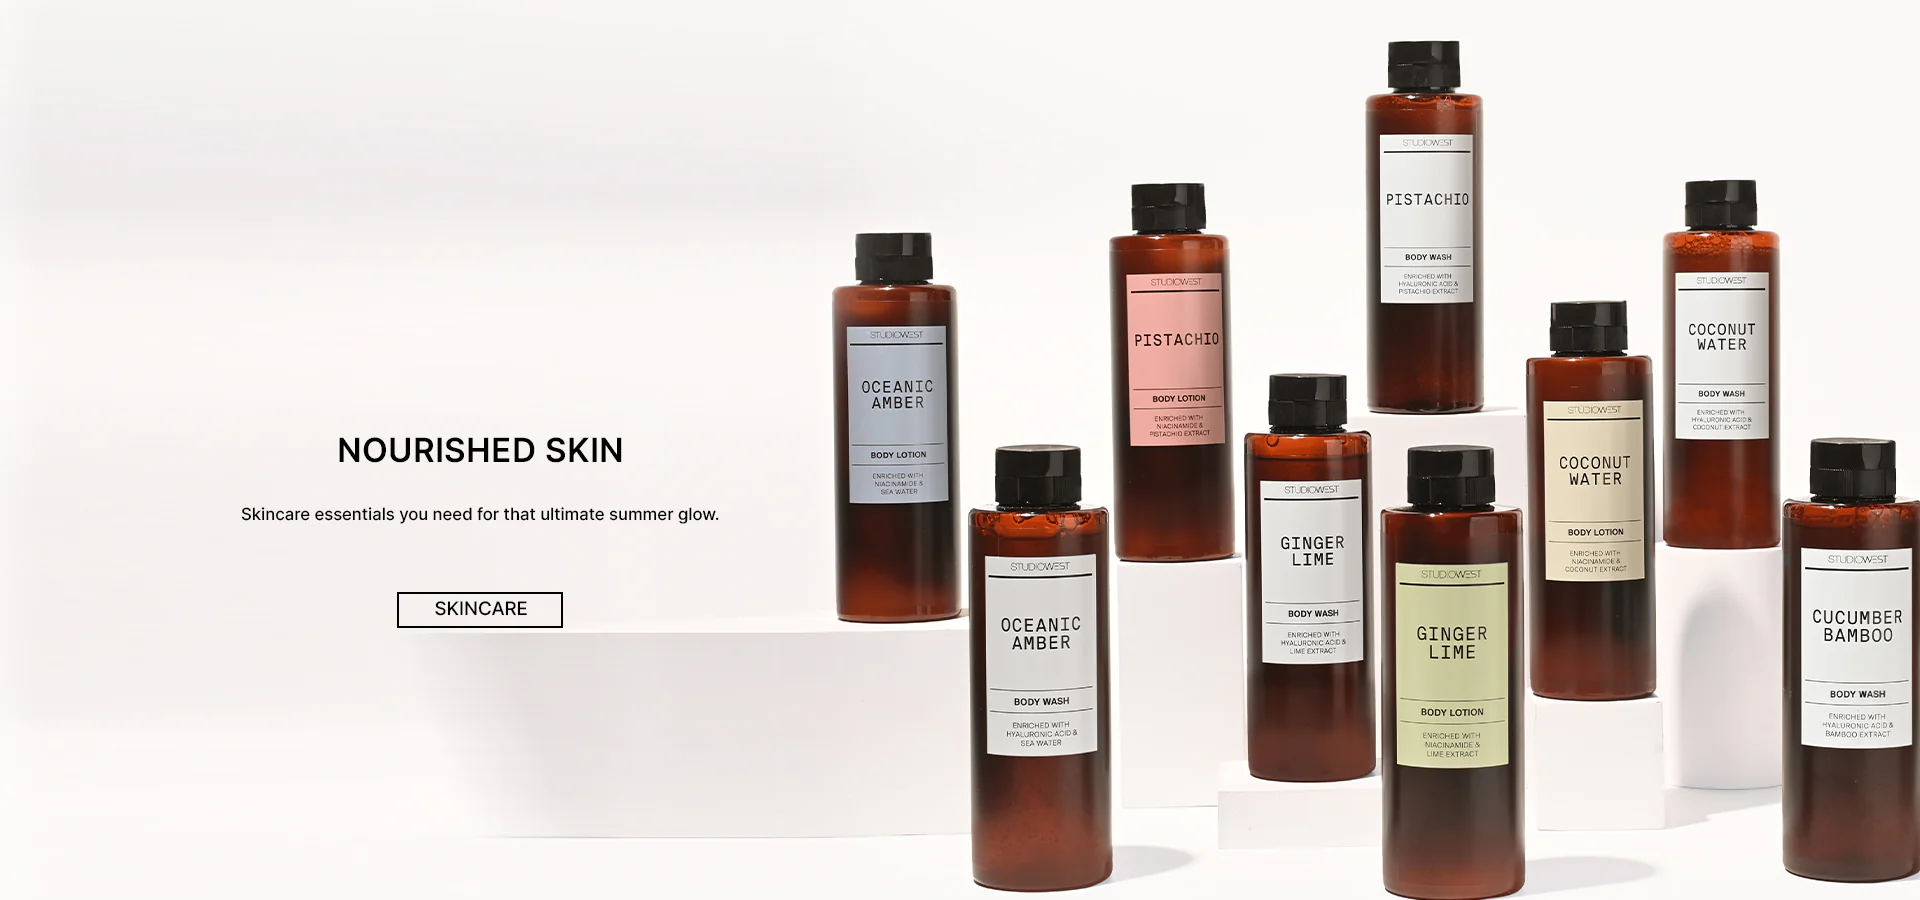 NOURISHED SKIN
Skincare essentials you need for that ultimate summer glow.
SKINCARE
STUDIOWEST
OCEANIC
AMBER
BODY LOTION
ENRICHED WITH
NIACINAMIDE &
SEA WATER
STUDIOWEST
OCEANIC
AMBER
BODY WASH
ENRICHED WITH
HYALURONIC ACID &
SEA WATER
STUDIOWEST
PISTACHIO
BODY LOTION
ENRICHED WITH
NIACINAMIDE &
PISTACHIO EXTRACT
STUDIOWEST
GINGER
LIME
BODY WASH
ENRICHED WITH
HYALURONIC ACID &
LIME EXTRACT
STUDIOWEST
PISTACHIO
BODY WASH
ENRICHED WITH
HYALURONIC ACID &
PISTACHIO EXTRACT
STUDIOWEST
GINGER
LIME
BODY LOTION
ENRICHED WITH
NIACINAMIDE &
LIME EXTRACT
STUDIOWEST
COCONUT
WATER
BODY LOTION
ENRICHED WITH
NIACINAMIDE &
COCONUT EXTRACT
STUDIOWEST
COCONUT
WATER
BODY WASH
ENRICHED WITH
HYALURONIC ACID &
COCONUT EXTRACT
STUDIOWEST
CUCUMBER
BAMBOO
BODY WASH
ENRICHED WITH
HYALURONIC ACID &
BAMBOO EXTRACT